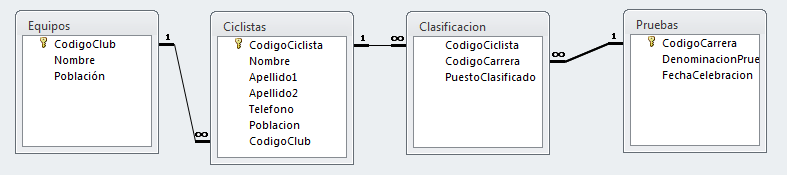 Equipos
CodigoClub
Nombre
Población
1
∞
Ciclistas
CodigoCiclista
Nombre
Apellido1
Apellido2
Telefono
Poblacion
CodigoClub
1
∞
Clasificacion
CodigoCiclista
CodigoCarrera
PuestoClasificado
∞
1
Pruebas
CodigoCarrera
DenominacionPrue
FechaCelebracion